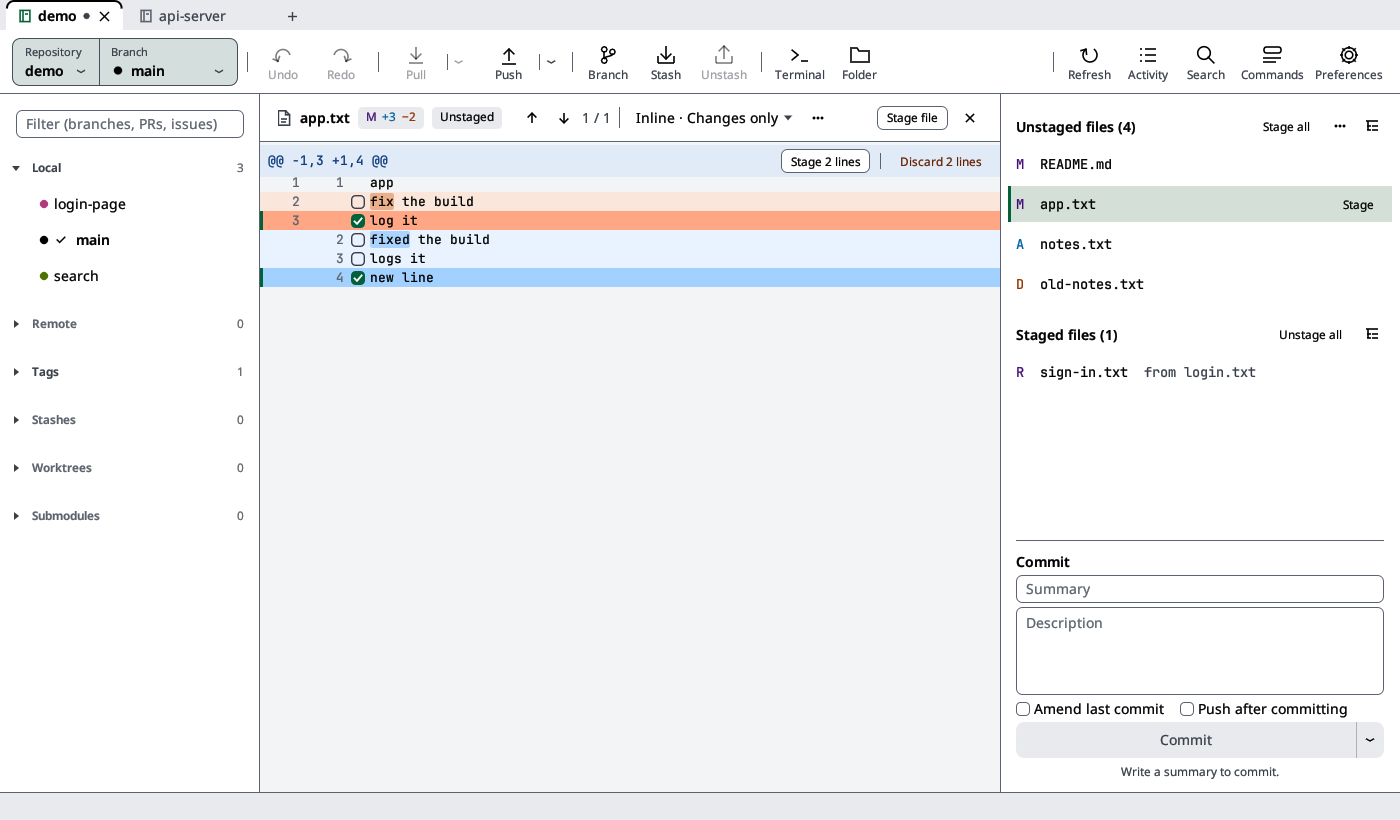 demo
api-server
Repository
demo
Branch
main
Undo
Redo
Pull
Push
Branch
Stash
Unstash
Terminal
Folder
Refresh
Activity
Search
Commands
Preferences
Filter (branches, PRs, issues)
Local 3
login-page
main
search
Remote 0
Tags 1
Stashes 0
Worktrees 0
Submodules 0
app.txt M +3 −2 Unstaged 1 / 1 Inline · Changes only Stage file
@@ -1,3 +1,4 @@ Stage 2 lines Discard 2 lines
1 1 app
2 fix the build
3 log it
2 fixed the build
3 logs it
4 new line
Unstaged files (4) Stage all
M README.md
M app.txt Stage
A notes.txt
D old-notes.txt
Staged files (1) Unstage all
R sign-in.txt from login.txt
Commit
Summary
Description
Amend last commit Push after committing
Commit
Write a summary to commit.